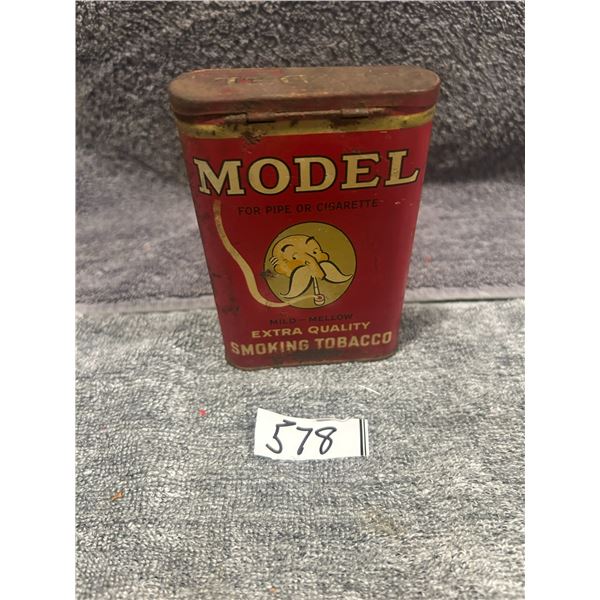 MODEL
FOR PIPE OR CIGARETTE
MILD—MELLOW
EXTRA QUALITY
SMOKING TOBACCO
578